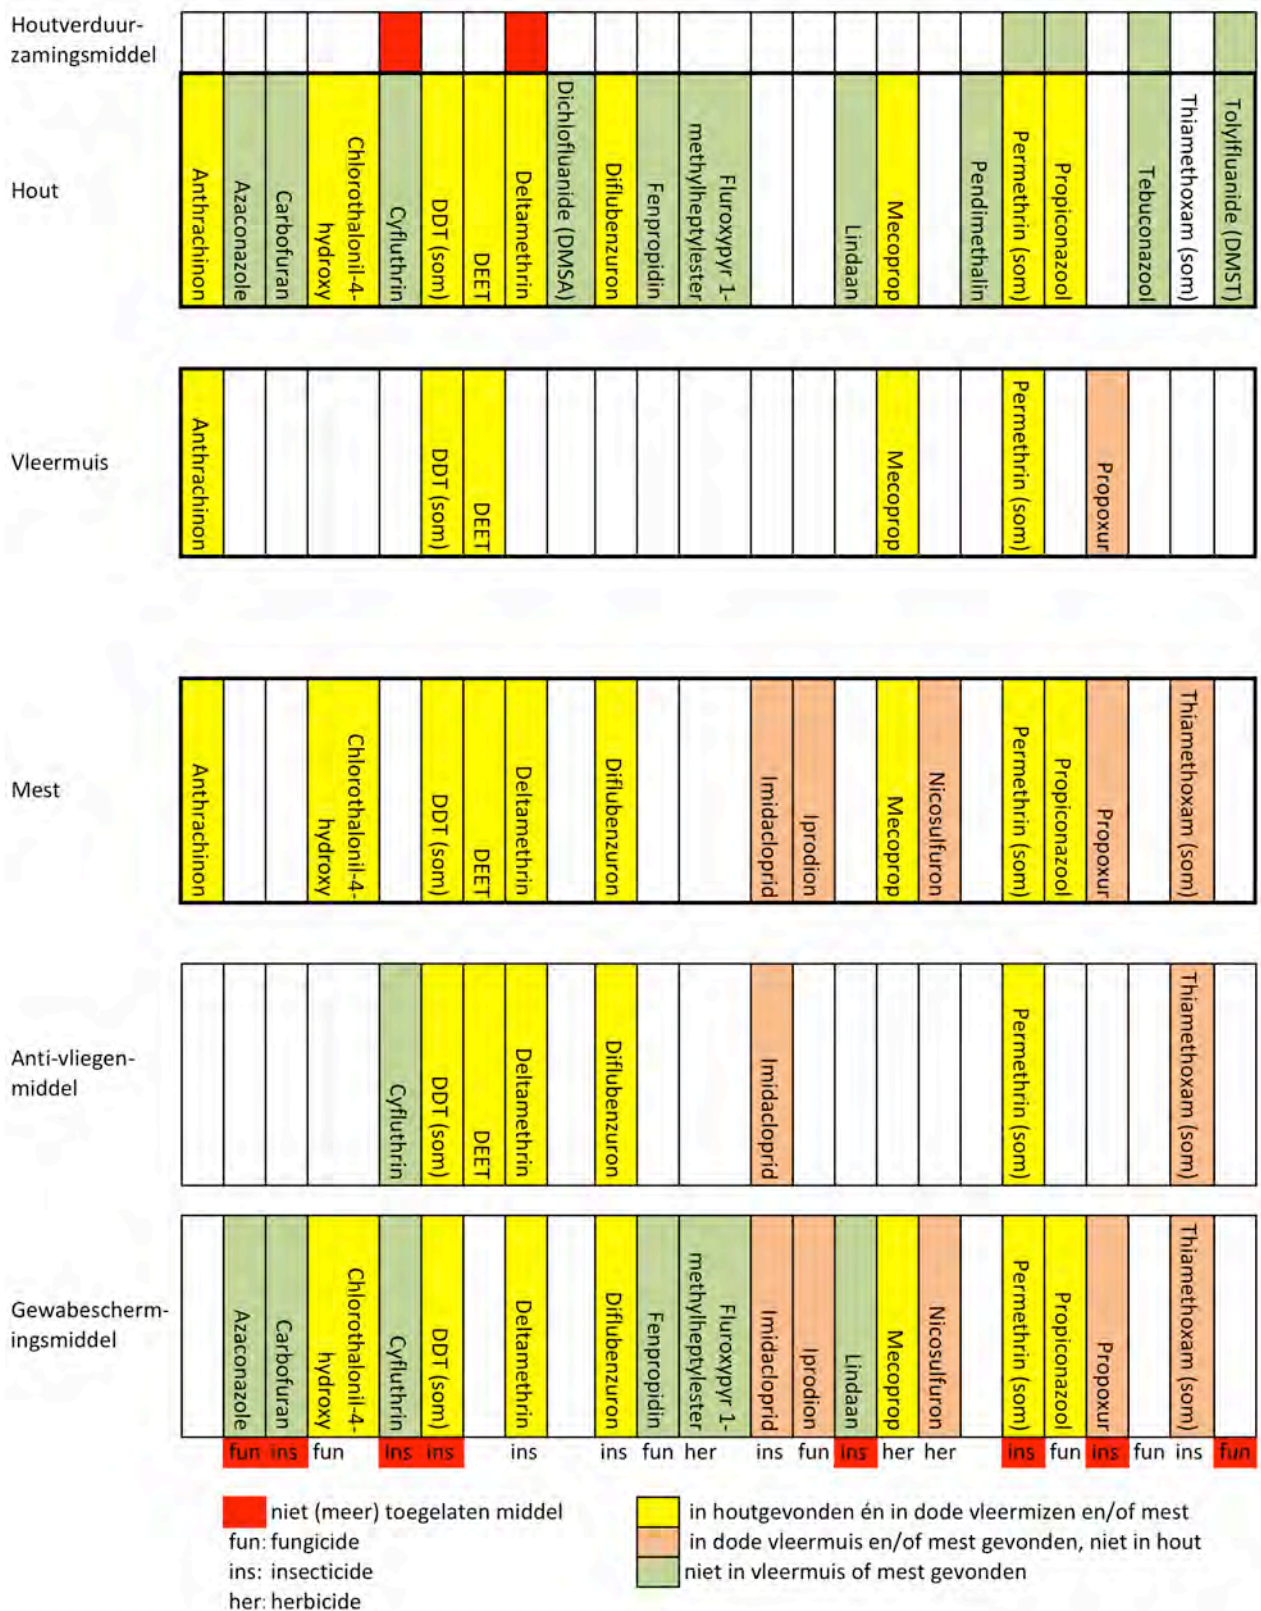 Houtverduur-
zamingsmiddel
Hout
Anthrachinon
Azaconazole
Carbofuran
Chlorothalonil-4-
hydroxy
Cyfluthrin
DDT (som)
DEET
Deltamethrin
Dichlofluanide (DMSA)
Diflubenzuron
Fenpropidin
Fluroxypyr 1-
methylheptylester
Lindaan
Mecoprop
Pendimethalin
Permethrin (som)
Propiconazool
Tebuconazool
Thiamethoxam (som)
Tolylfluanide (DMST)
Vleermuis
Anthrachinon
DDT (som)
DEET
Mecoprop
Permethrin (som)
Propoxur
Mest
Anthrachinon
Chlorothalonil-4-
hydroxy
DDT (som)
DEET
Deltamethrin
Diflubenzuron
Imidacloprid
Iprodion
Mecoprop
Nicosulfuron
Permethrin (som)
Propiconazool
Propoxur
Thiamethoxam (som)
Anti-vliegen-
middel
Cyfluthrin
DDT (som)
DEET
Deltamethrin
Diflubenzuron
Imidacloprid
Permethrin (som)
Thiamethoxam (som)
Gewabescherm-
ingsmiddel
Azaconazole
Carbofuran
Chlorothalonil-4-
hydroxy
Cyfluthrin
DDT (som)
Deltamethrin
Diflubenzuron
Fenpropidin
Fluroxypyr 1-
methylheptylester
Imidacloprid
Iprodion
Lindaan
Mecoprop
Nicosulfuron
Permethrin (som)
Propiconazool
Propoxur
Thiamethoxam (som)
fun ins fun Ins ins ins ins fun her ins fun Ins her her ins fun ins fun ins fun
niet (meer) toegelaten middel
fun: fungicide
ins: insecticide
her: herbicide
in houtgevonden én in dode vleermizen en/of mest
in dode vleermuis en/of mest gevonden, niet in hout
niet in vleermuis of mest gevonden